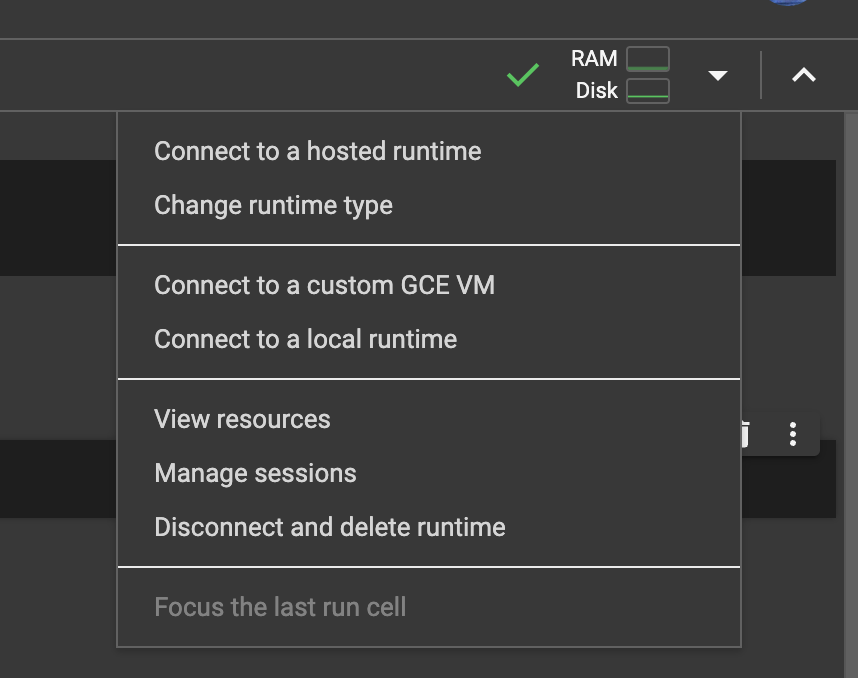 RAM
Disk
Connect to a hosted runtime
Change runtime type
Connect to a custom GCE VM
Connect to a local runtime
View resources
Manage sessions
Disconnect and delete runtime
Focus the last run cell